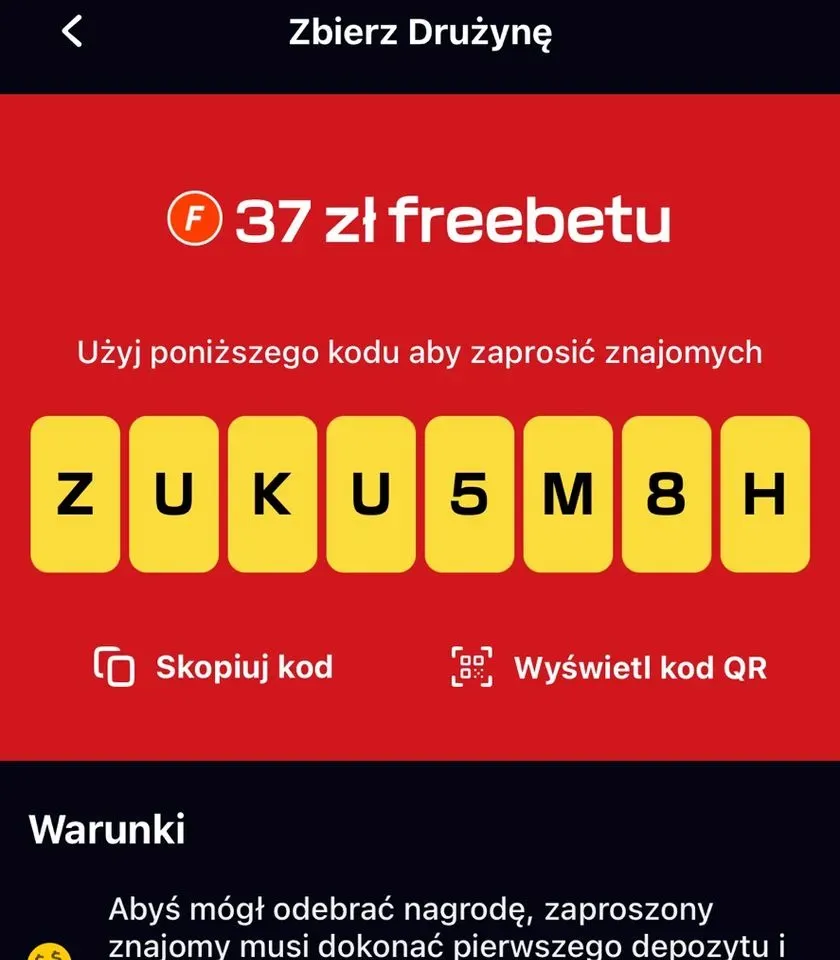 Zbierz Drużynę
F 37 zł freebetu
Użyj poniższego kodu aby zaprosić znajomych
Z U K U 5 M 8 H
Skopiuj kod
Wyświetl kod QR
Warunki
Abyś mógł odebrać nagrodę, zaproszony
znajomy musi dokonać pierwszego depozytu i
$ $